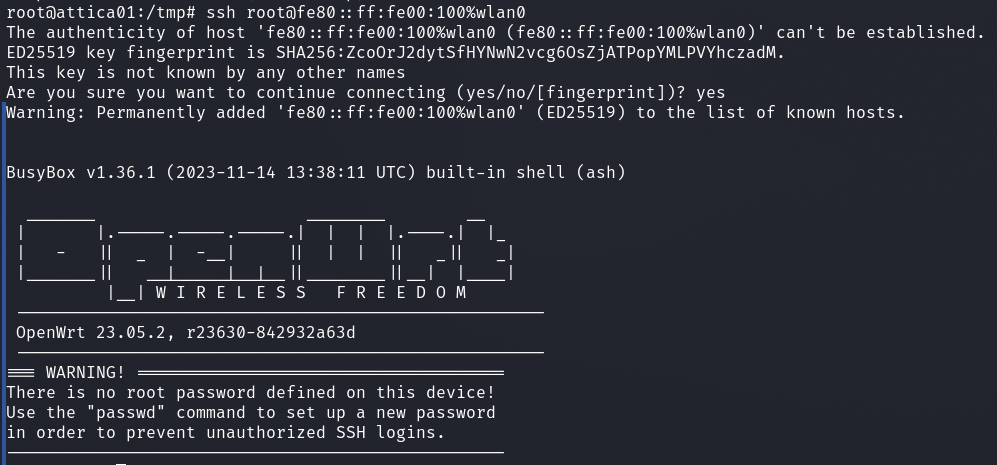 root@attica01:/tmp# ssh root@fe80::ff:fe00:100%wlan0
The authenticity of host 'fe80::ff:fe00:100%wlan0 (fe80::ff:fe00:100%wlan0)' can't be established.
ED25519 key fingerprint is SHA256:ZcoOrJ2dytSfHYNwN2vcg6OsZjATPopYMLPVYhczadM.
This key is not known by any other names
Are you sure you want to continue connecting (yes/no/[fingerprint])? yes
Warning: Permanently added 'fe80::ff:fe00:100%wlan0' (ED25519) to the list of known hosts.
BusyBox v1.36.1 (2023-11-14 13:38:11 UTC) built-in shell (ash)
OpenWrt
W I R E L E S S   F R E E D O M
OpenWrt 23.05.2, r23630-842932a63d
=== WARNING! =====================================
There is no root password defined on this device!
Use the "passwd" command to set up a new password
in order to prevent unauthorized SSH logins.